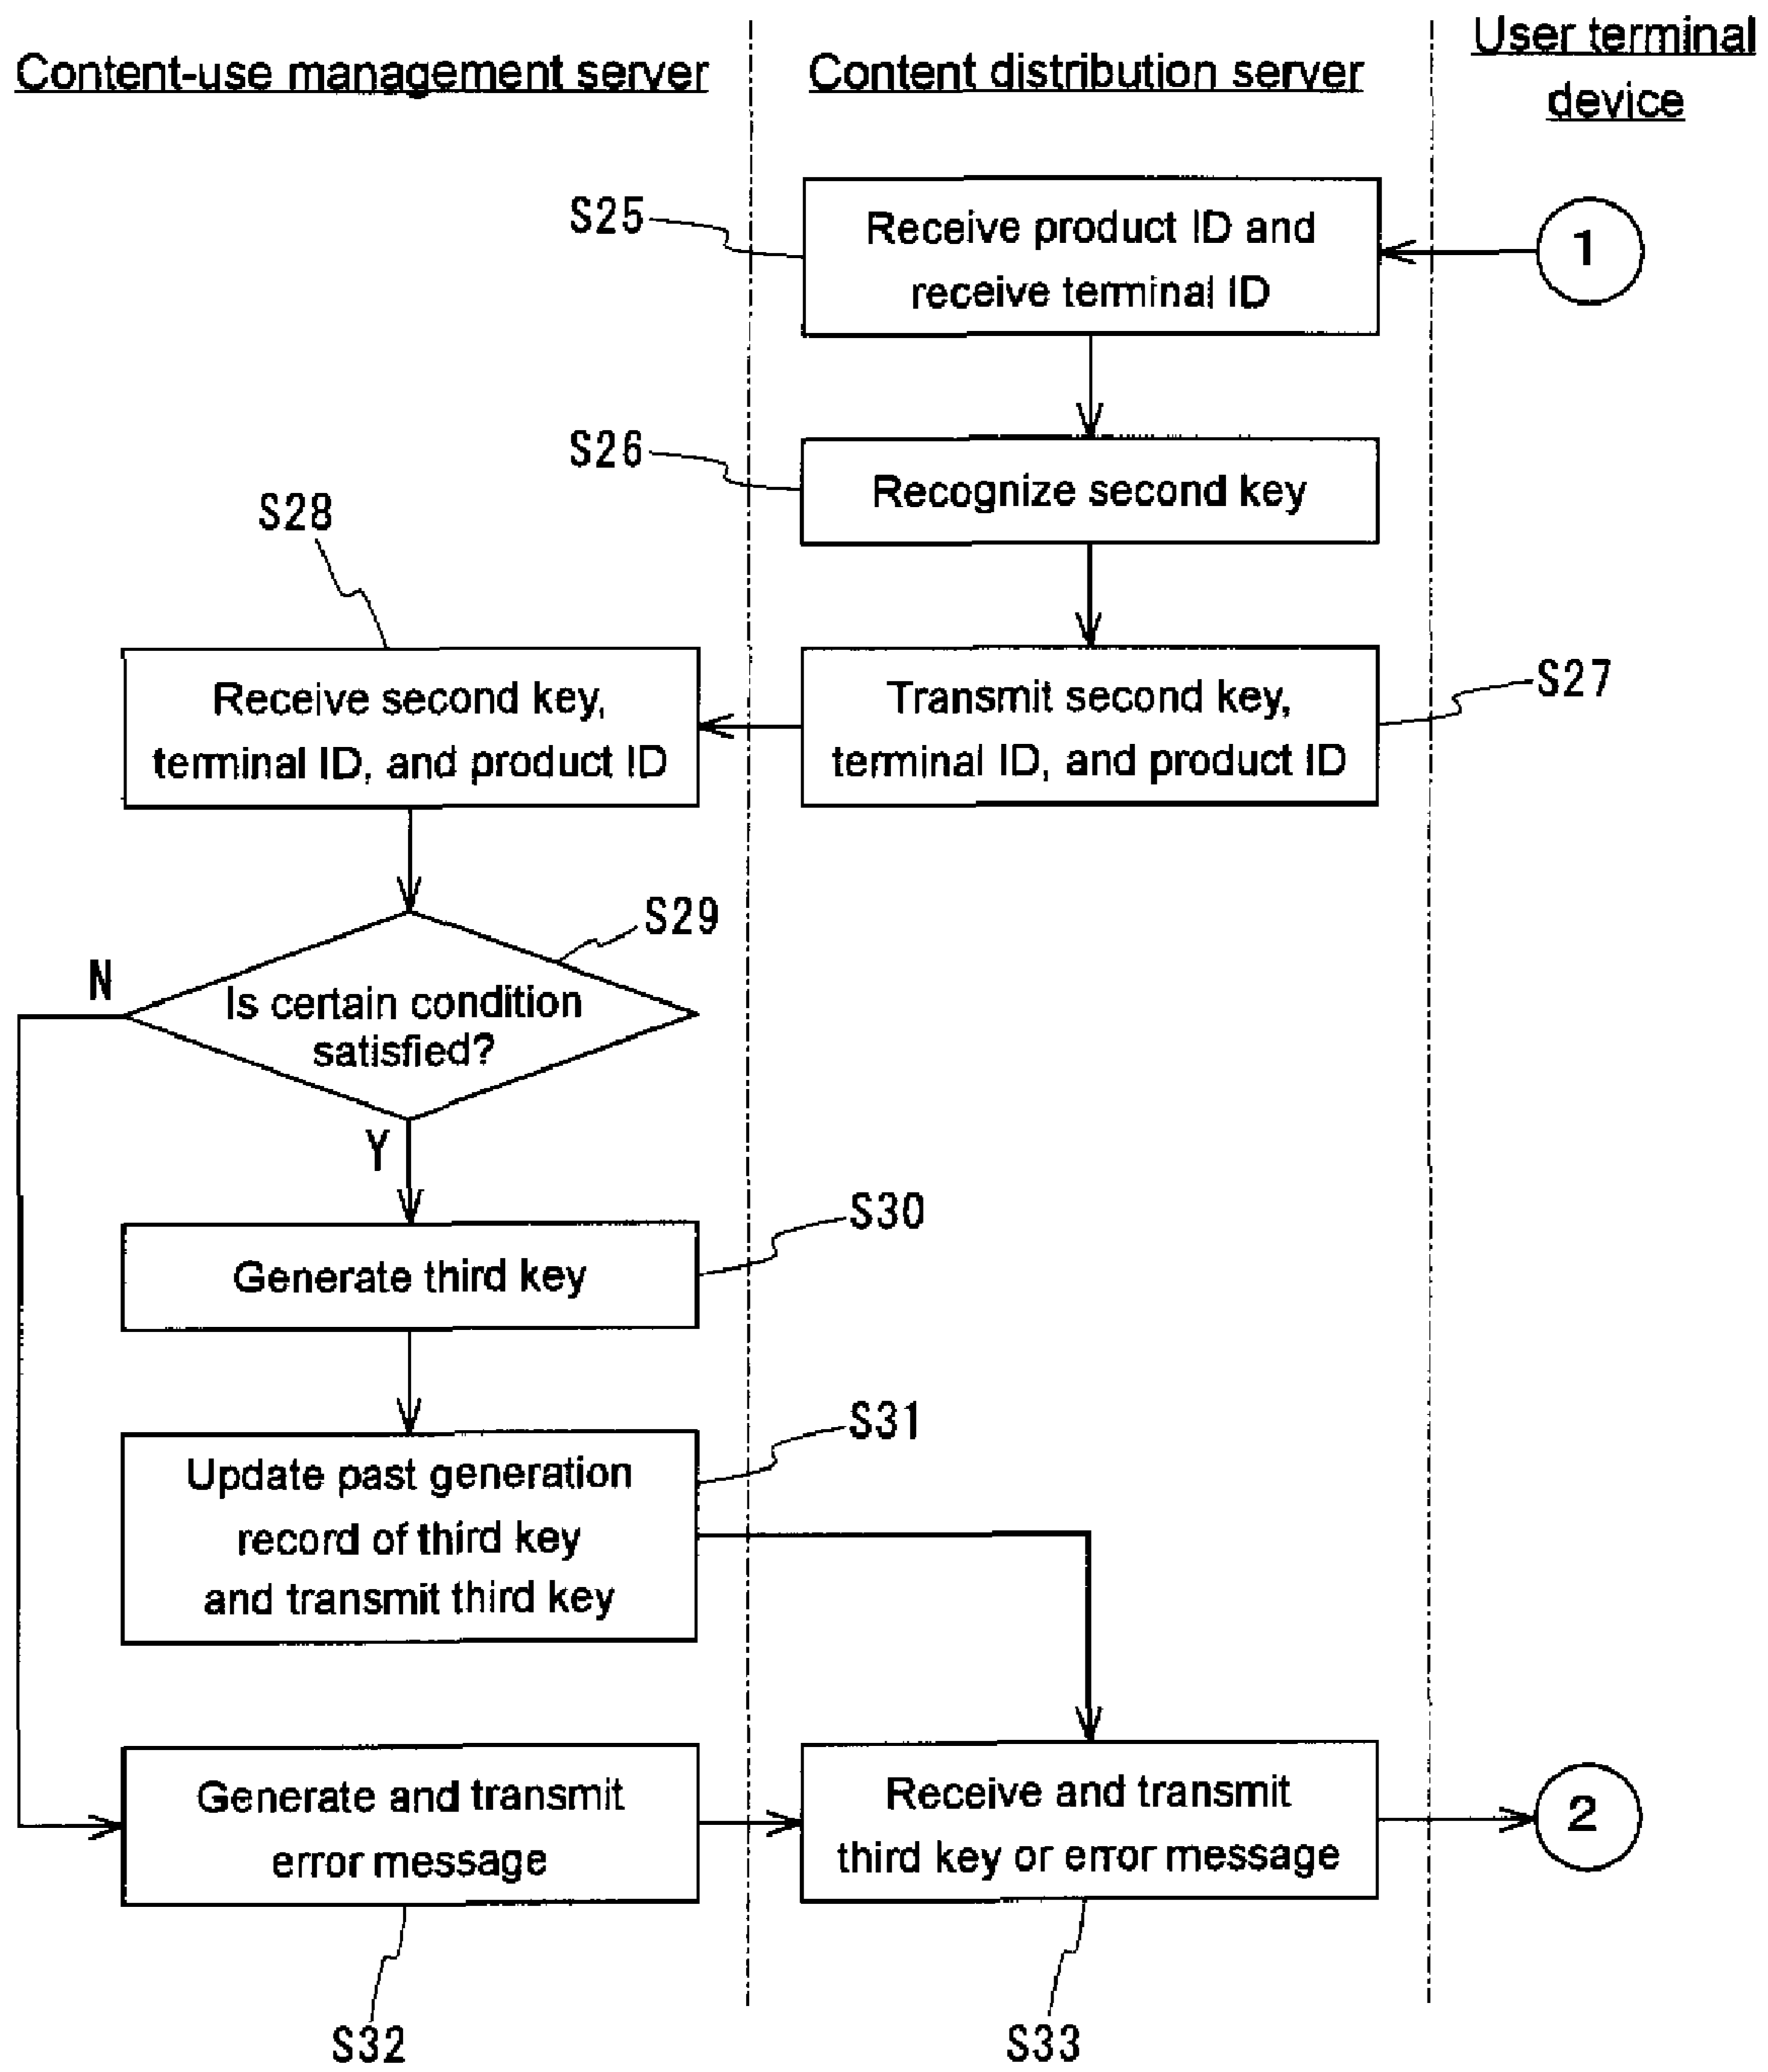 Content-use management server
Content distribution server
User terminal
device
S25
Receive product ID and
receive terminal ID
1
S26
Recognize second key
S28
Receive second key,
terminal ID, and product ID
Transmit second key,
terminal ID, and product ID
S27
S29
N
Is certain condition
satisfied?
Y
S30
Generate third key
S31
Update past generation
record of third key
and transmit third key
Generate and transmit
error message
Receive and transmit
third key or error message
2
S32
S33